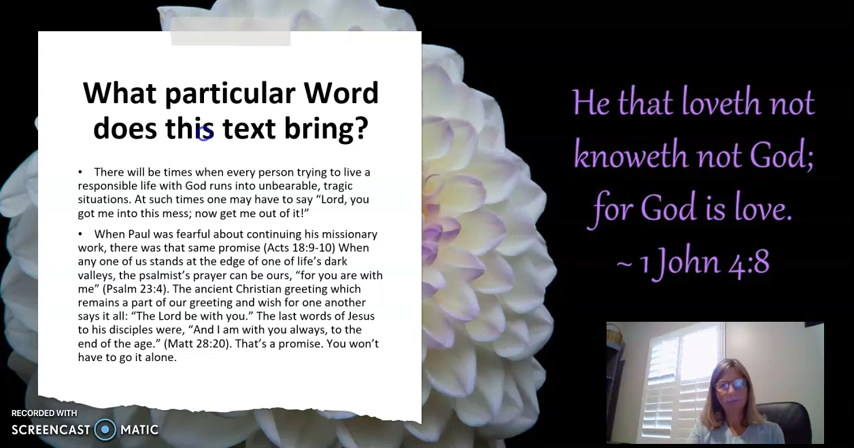 What particular Word
does this text bring?
• There will be times when every person trying to live a
responsible life with God runs into unbearable, tragic
situations. At such times one may have to say “Lord, you
got me into this mess; now get me out of it!”
• When Paul was fearful about continuing his missionary
work, there was that same promise (Acts 18:9-10) When
any one of us stands at the edge of one of life’s dark
valleys, the psalmist’s prayer can be ours, “for you are with
me” (Psalm 23:4). The ancient Christian greeting which
remains a part of our greeting and wish for one another
says it all: “The Lord be with you.” The last words of Jesus
to his disciples were, “And I am with you always, to the
end of the age.” (Matt 28:20). That’s a promise. You won’t
have to go it alone.
He that loveth not
knoweth not God;
for God is love.
~ 1 John 4:8
RECORDED WITH
SCREENCAST MATIC